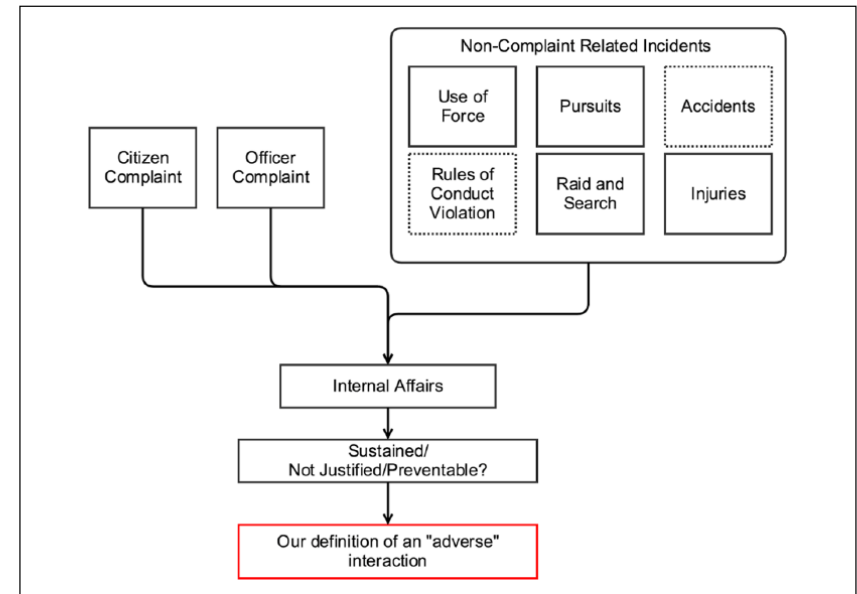 Non-Complaint Related Incidents
Use of
Force
Pursuits
Accidents
Citizen
Complaint
Officer
Complaint
Rules of
Conduct
Violation
Raid and
Search
Injuries
Internal Affairs
Sustained/
Not Justified/Preventable?
Our definition of an "adverse"
interaction